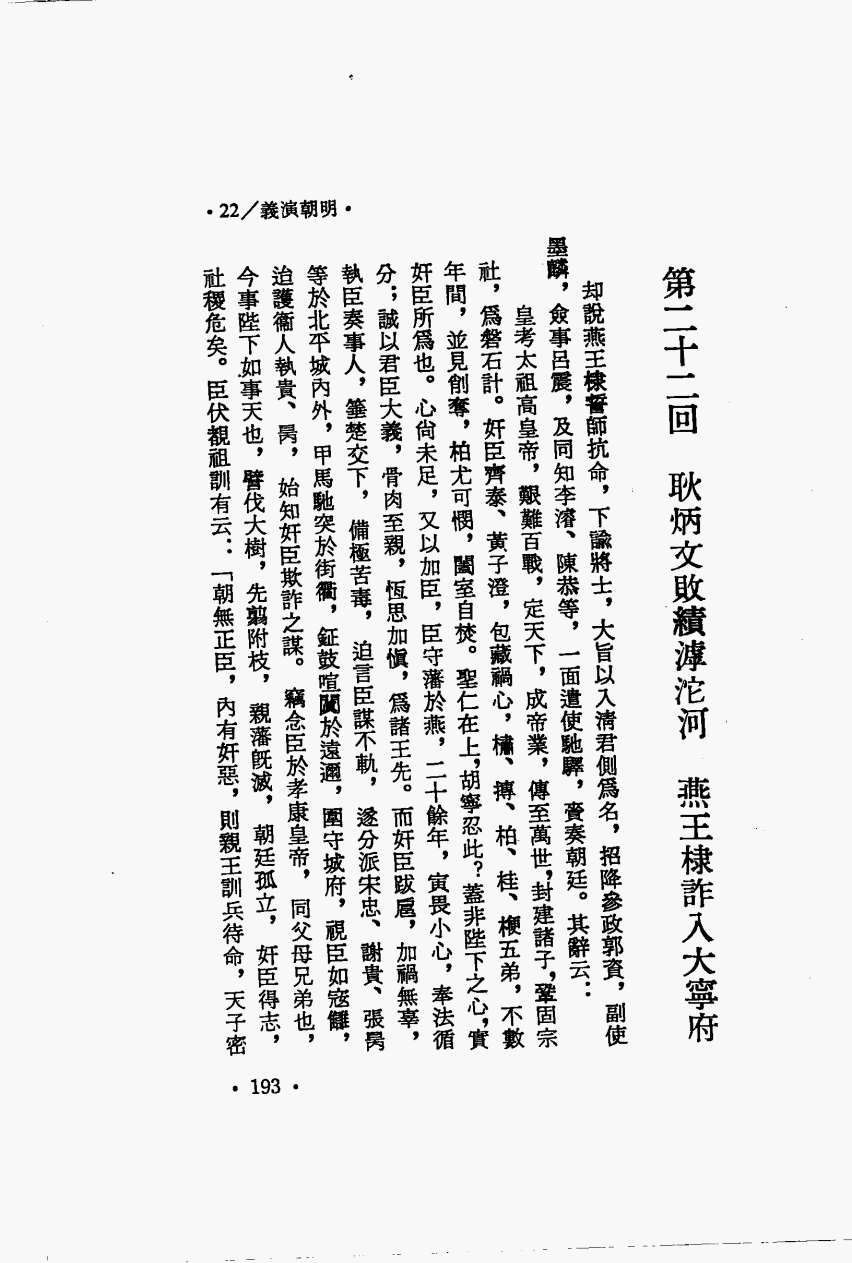 •22/義演朝明•
第二十二回　耿炳文敗績滹沱河　燕王棣詐入大寧府
却說燕王棣誓師抗命，下諭將士，大旨以入清君側爲名，招降參政郭資，副使
墨麟，僉事呂震，及同知李濬、陳恭等，一面遣使馳驛，賫奏朝廷。其辭云：
皇考太祖高皇帝，艱難百戰，定天下，成帝業，傳至萬世，封建諸子，鞏固宗
社，爲磐石計。奸臣齊泰、黃子澄，包藏禍心，橚、榑、柏、桂、楩五弟，不數
年間，並見削奪，柏尤可憫，闔室自焚。聖仁在上，胡寧忍此？蓋非陛下之心，實
奸臣所爲也。心尙未足，又以加臣，臣守藩於燕，二十餘年，寅畏小心，奉法循
分；誠以君臣大義，骨肉至親，恆思加愼，爲諸王先。而奸臣跋扈，加禍無辜，
執臣奏事人，箠楚交下，備極苦毒，迫言臣謀不軌，遂分派宋忠、謝貴、張昺
等於北平城內外，甲馬馳突於街衢，鉦鼓喧闐於遠邇，圍守城府，視臣如寇讎，
迨護衞人執貴、昺，始知奸臣欺詐之謀。竊念臣於孝康皇帝，同父母兄弟也，
今事陛下如事天也，譬伐大樹，先翦附枝，親藩旣滅，朝廷孤立，奸臣得志，
社稷危矣。臣伏覩祖訓有云：「朝無正臣，內有奸惡，則親王訓兵待命，天子密
•193•